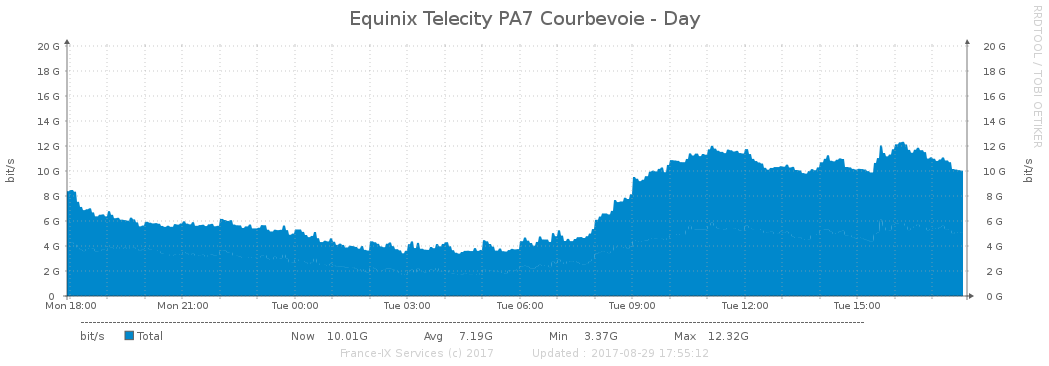 Equinix Telecity PA7 Courbevoie - Day
RRDTOOL / TOBI OETIKER
20 G 20 G
18 G 18 G
16 G 16 G
14 G 14 G
12 G 12 G
10 G 10 G
8 G 8 G
6 G 6 G
4 G 4 G
2 G 2 G
0 0 G
bit/s
bit/s
Mon 18:00 Mon 21:00 Tue 00:00 Tue 03:00 Tue 06:00 Tue 09:00 Tue 12:00 Tue 15:00
bit/s Total Now 10.01G Avg 7.19G Min 3.37G Max 12.32G
France-IX Services (c) 2017 Updated : 2017-08-29 17:55:12